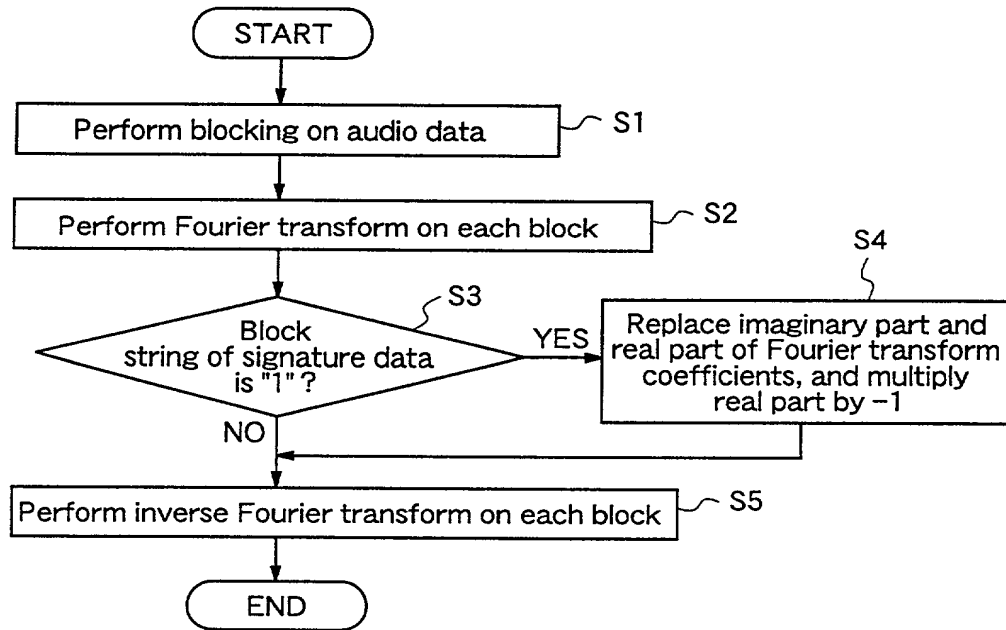 START
Perform blocking on audio data
S1
Perform Fourier transform on each block
S2
S3
Block
string of signature data
is "1"?
YES
S4
Replace imaginary part and
real part of Fourier transform
coefficients, and multiply
real part by -1
NO
Perform inverse Fourier transform on each block
S5
END